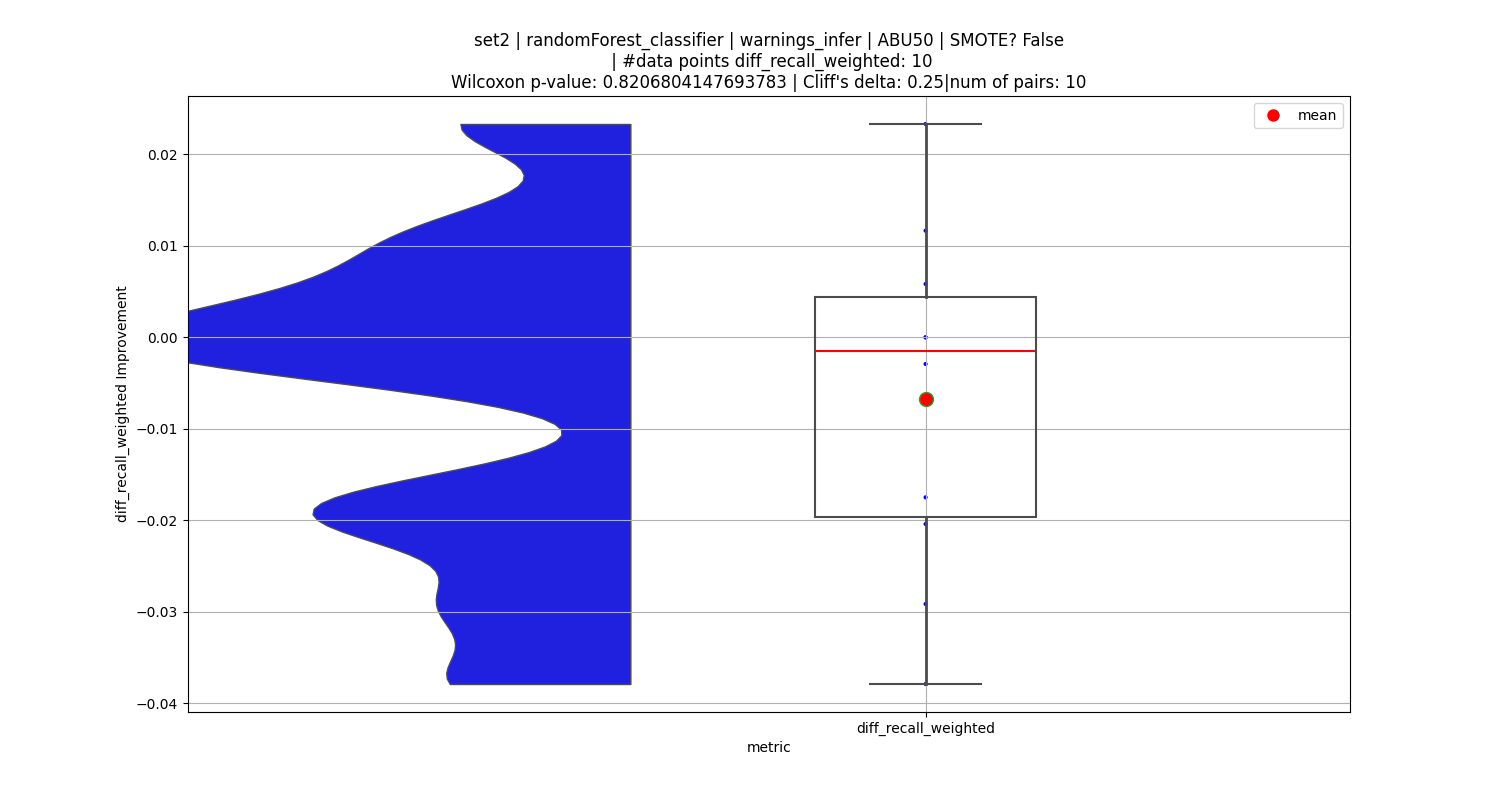 set2 | randomForest_classifier | warnings_infer | ABU50 | SMOTE? False
| #data points diff_recall_weighted: 10
Wilcoxon p-value: 0.8206804147693783 | Cliff's delta: 0.25|num of pairs: 10
mean
0.02
0.01
0.00
−0.01
−0.02
−0.03
−0.04
diff_recall_weighted Improvement
diff_recall_weighted
metric